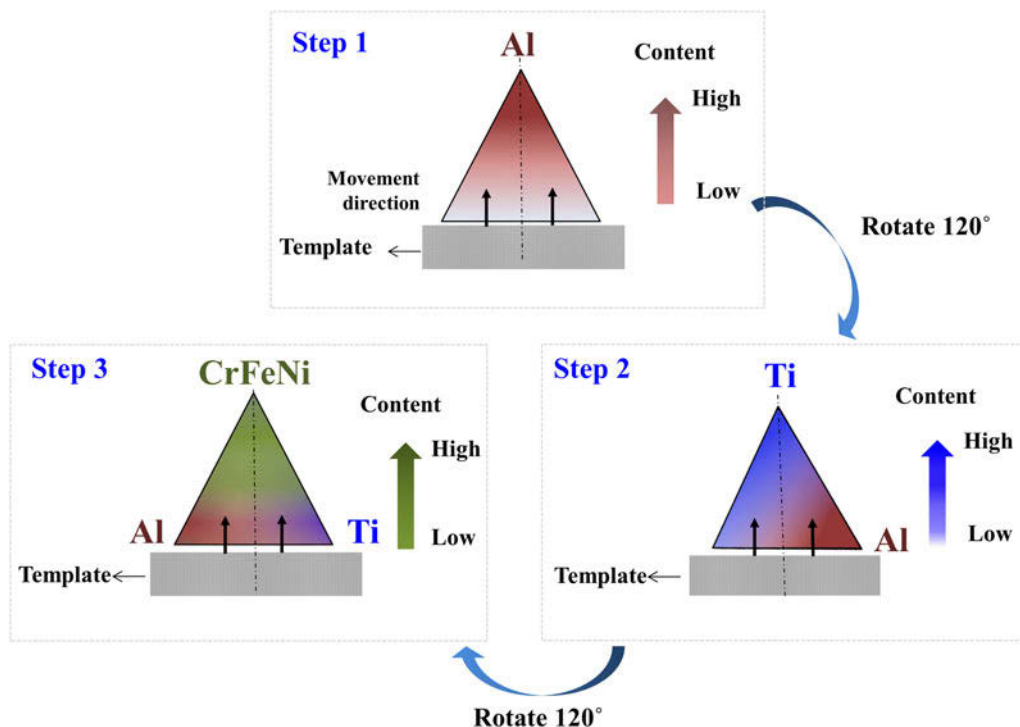 Step 1
Al
Content
High
Low
Movement
direction
Template
Rotate 120°
Step 3
CrFeNi
Content
High
Low
Al
Ti
Template
Step 2
Ti
Content
High
Low
Al
Template
Rotate 120°